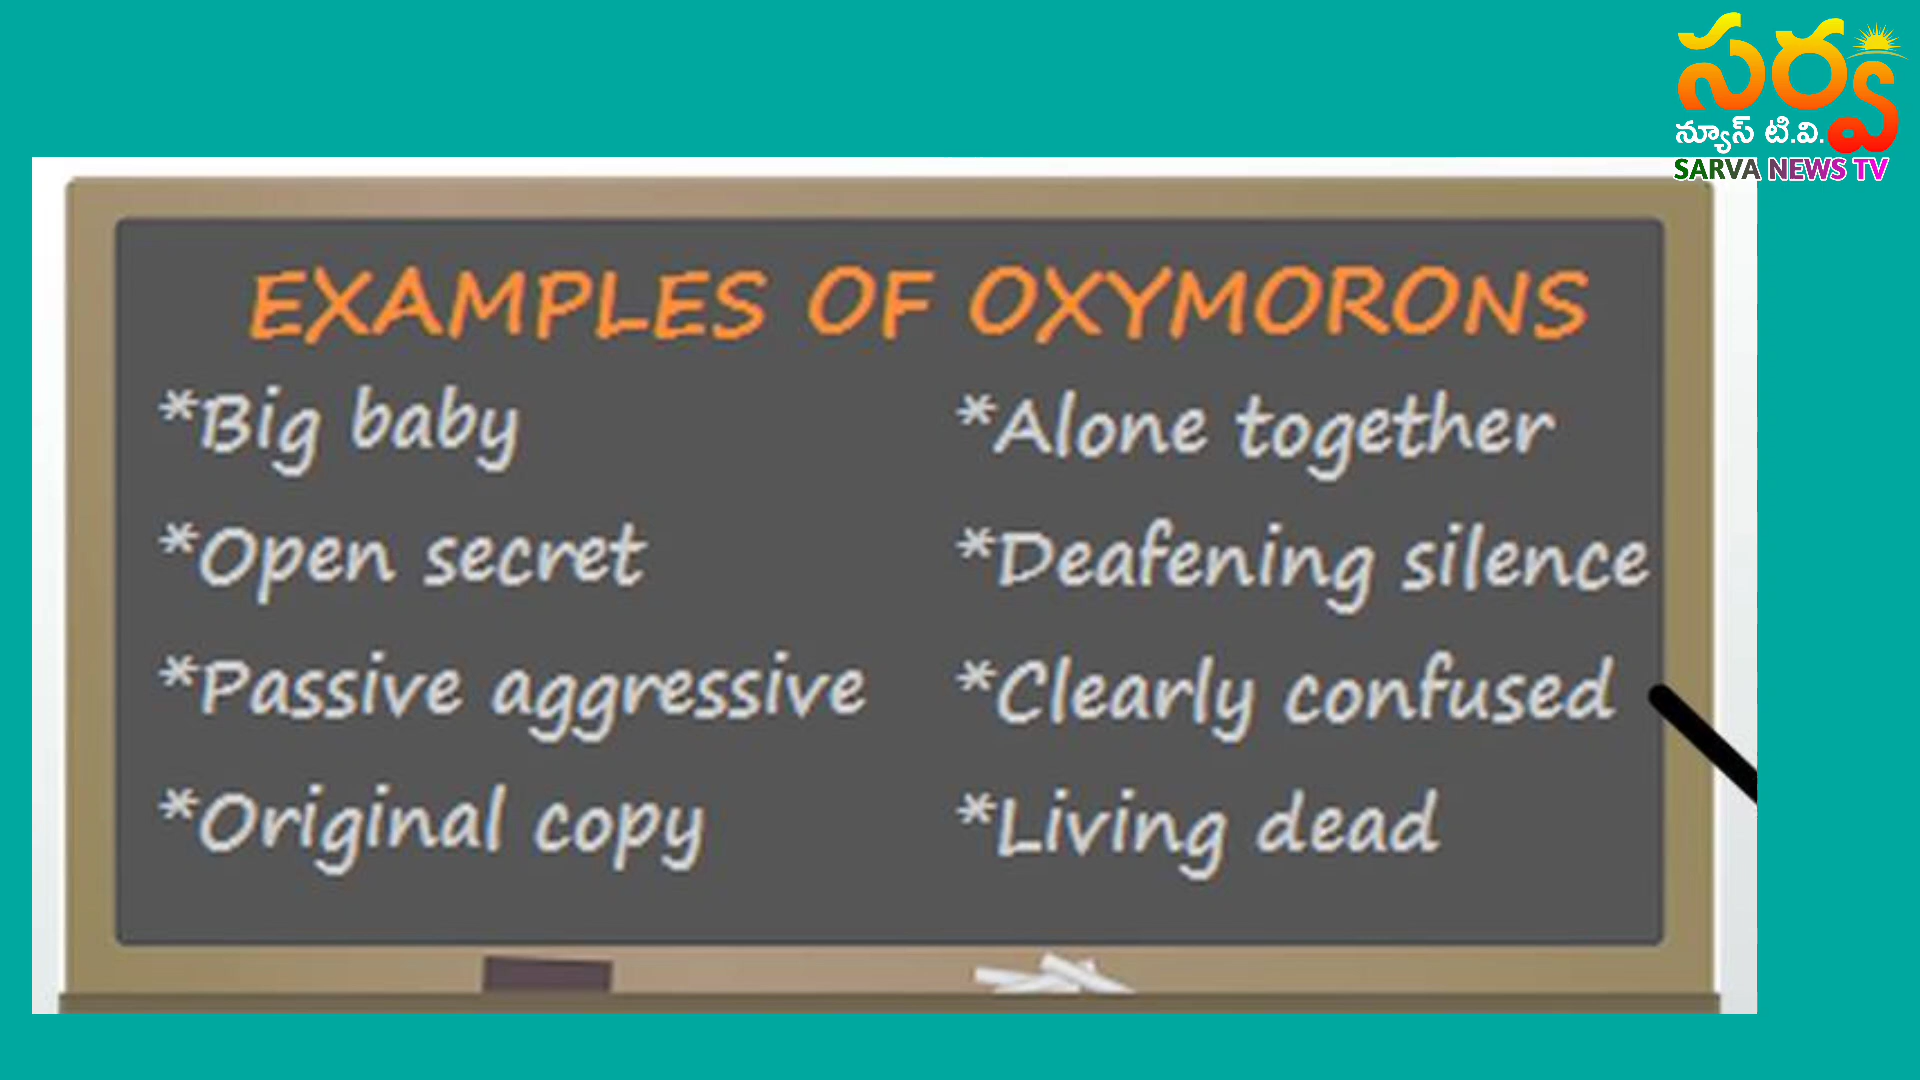 సర్వ
న్యూస్ టి.వి.
SARVA NEWS TV
EXAMPLES OF OXYMORONS
*Big baby
*Open secret
*Passive aggressive
*Original copy
*Alone together
*Deafening silence
*Clearly confused
*Living dead